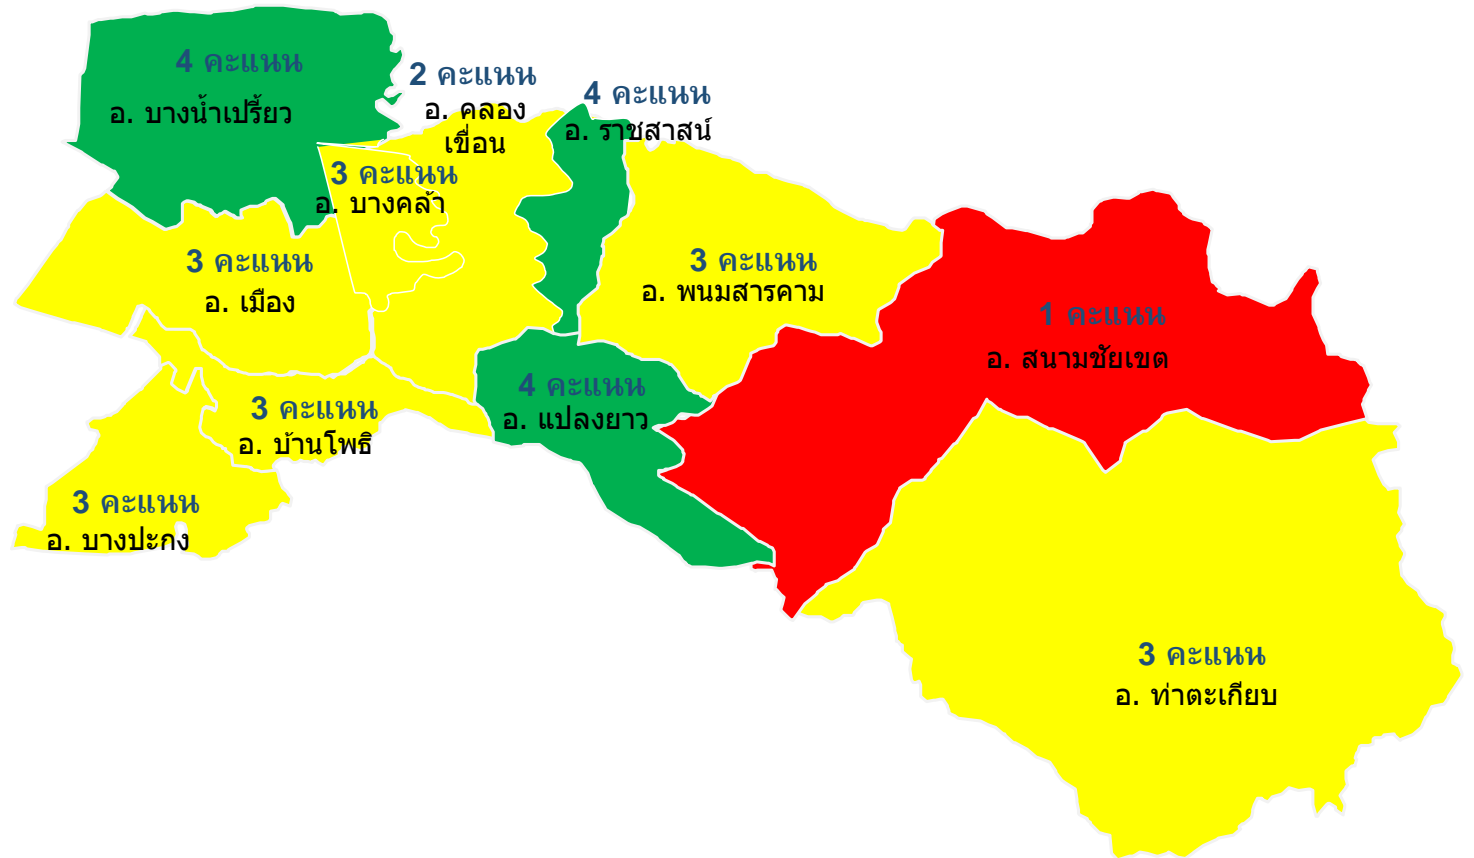 4 คะแนน
อ. บางน้ำเปรี้ยว
2 คะแนน
อ. คลอง
เขื่อน
4 คะแนน
อ. ราชสาสน์
3 คะแนน
อ. บางคล้า
3 คะแนน
อ. เมือง
3 คะแนน
อ. พนมสารคาม
1 คะแนน
อ. สนามชัยเขต
4 คะแนน
อ. แปลงยาว
3 คะแนน
อ. บ้านโพธิ
3 คะแนน
อ. บางปะกง
3 คะแนน
อ. ท่าตะเกียบ